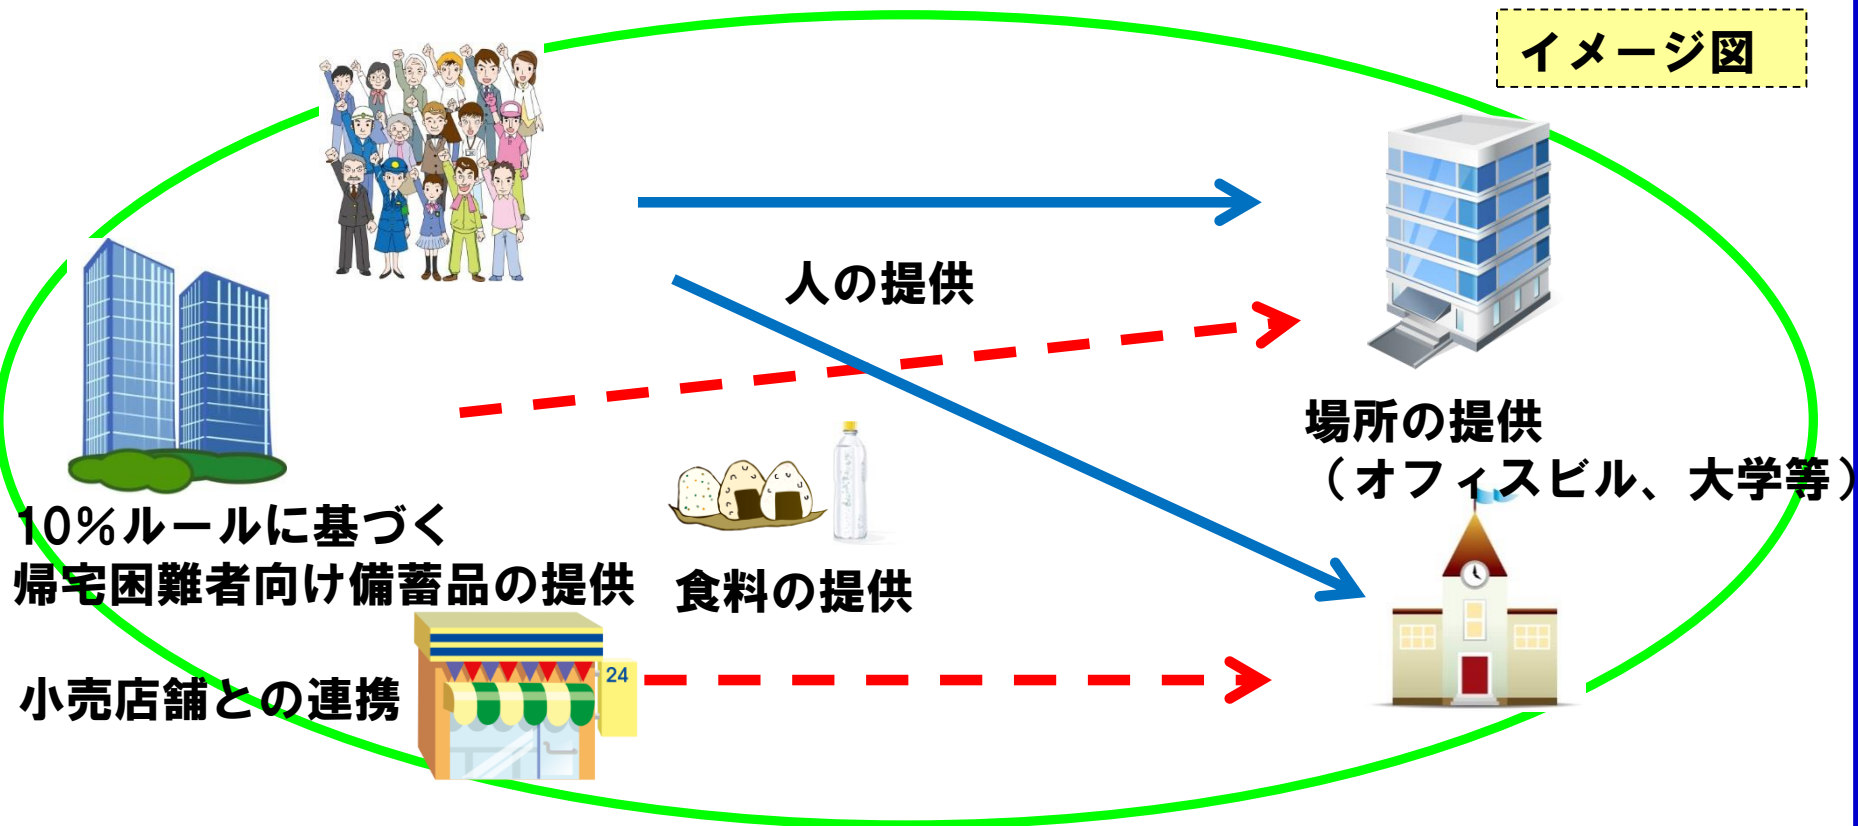 イメージ図
人の提供
場所の提供
（オフィスビル、大学等）
10％ルールに基づく
帰宅困難者向け備蓄品の提供
食料の提供
小売店舗との連携
24